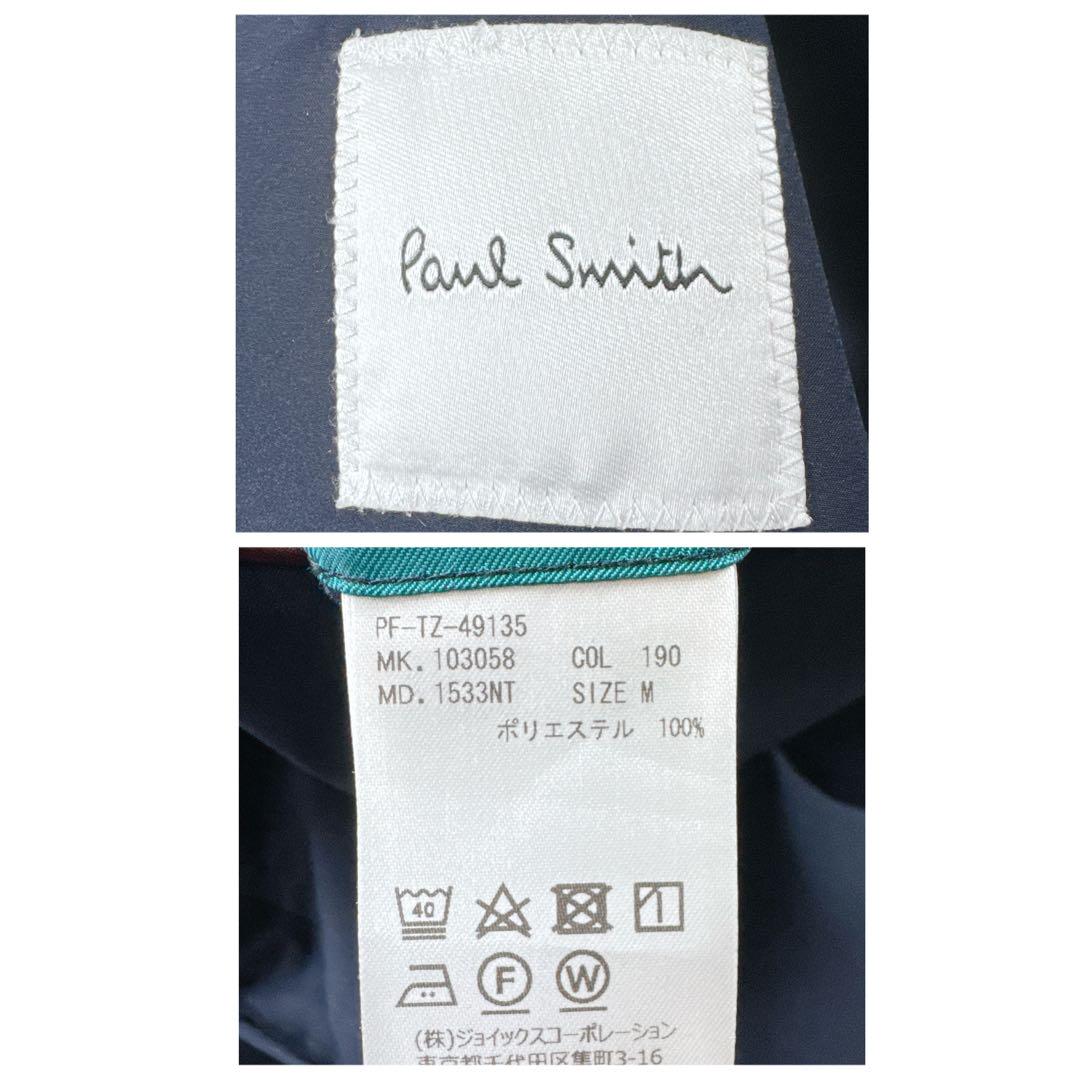 Paul Smith
PF-TZ-49135
MK. 103058 COL 190
MD. 1533NT SIZE M
ポリエステル 100%
40
F W
(株)ジョイックスコーポレーション
東京都千代田区隼町3-16